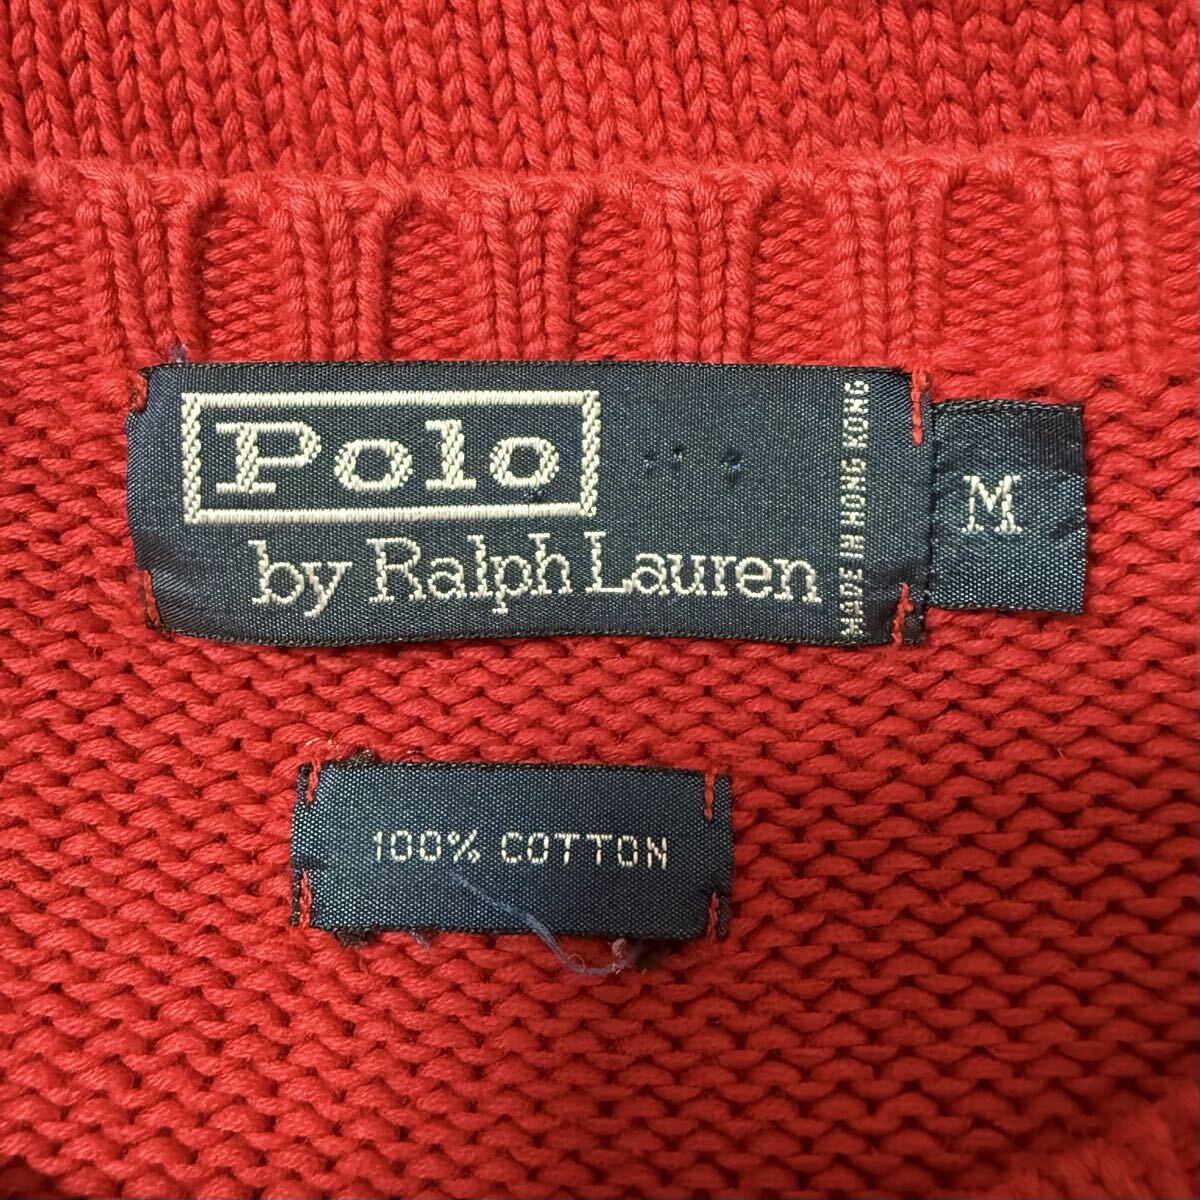 Polo
by Ralph Lauren
MADE IN HONG KONG
M
100% COTTON